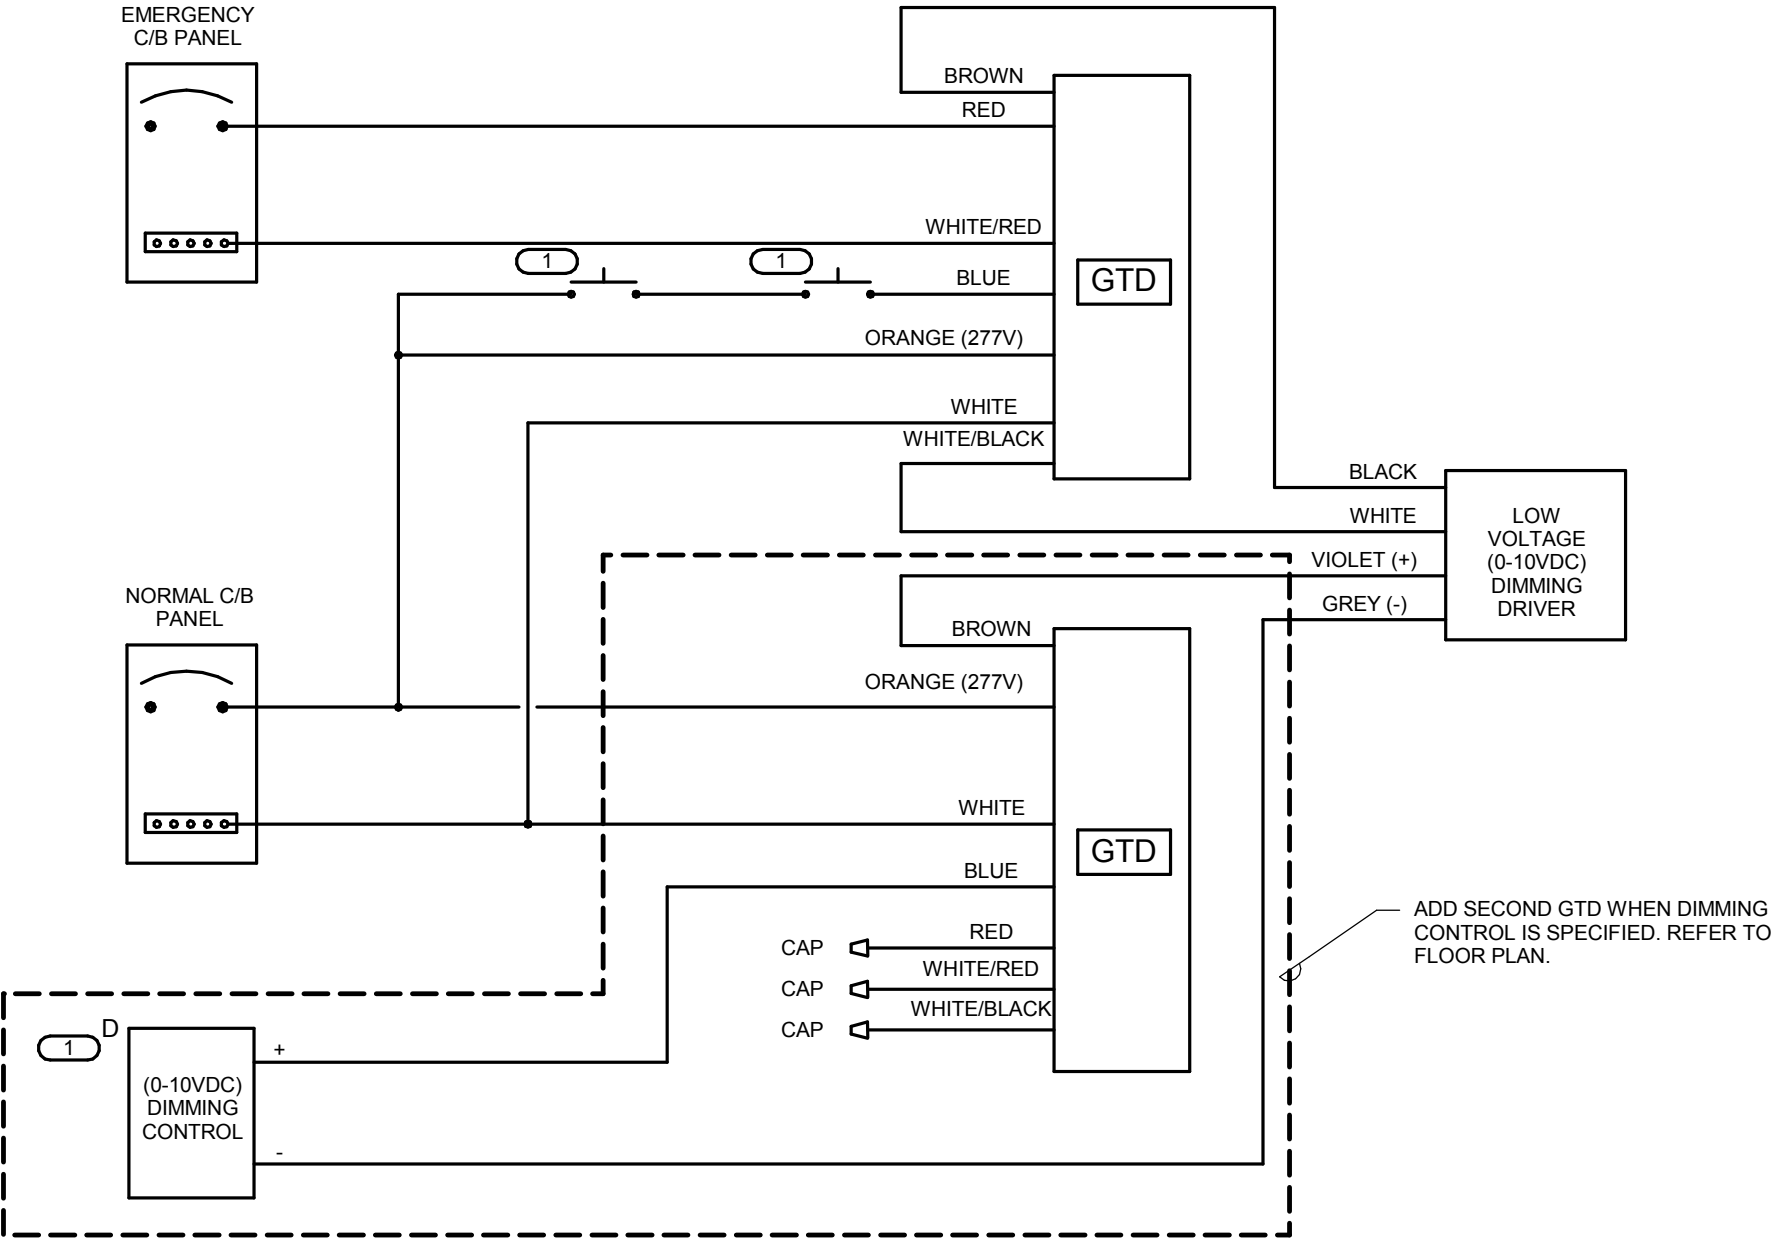 EMERGENCY
C/B PANEL
BROWN
RED
WHITE/RED
1
1
BLUE
GTD
ORANGE (277V)
WHITE
WHITE/BLACK
BLACK
WHITE
VIOLET (+)
GREY (-)
LOW
VOLTAGE
(0-10VDC)
DIMMING
DRIVER
NORMAL C/B
PANEL
BROWN
ORANGE (277V)
WHITE
GTD
BLUE
CAP
RED
CAP
WHITE/RED
CAP
WHITE/BLACK
ADD SECOND GTD WHEN DIMMING
CONTROL IS SPECIFIED. REFER TO
FLOOR PLAN.
1
D
+
(0-10VDC)
DIMMING
CONTROL
-